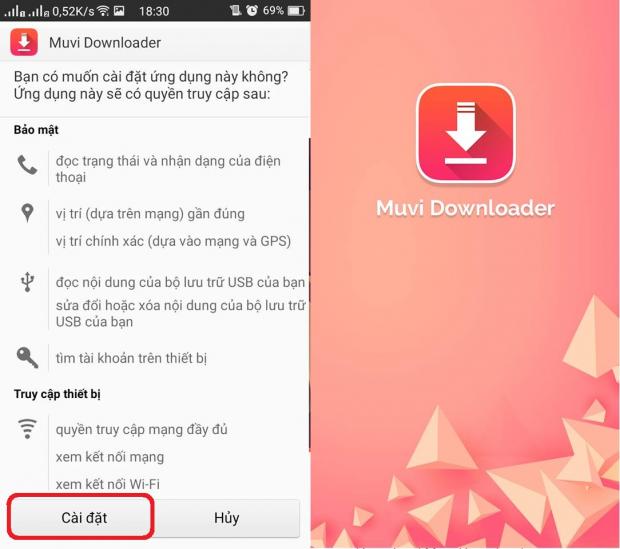 0,52K/s 18:30 69%
Muvi Downloader
Bạn có muốn cài đặt ứng dụng này không?
Ứng dụng này sẽ có quyền truy cập sau:
Bảo mật
đọc trạng thái và nhận dạng của điện
thoại
vị trí (dựa trên mạng) gần đúng
vị trí chính xác (dựa vào mạng và GPS)
đọc nội dung của bộ lưu trữ USB của bạn
sửa đổi hoặc xóa nội dung của bộ lưu trữ
USB của bạn
tìm tài khoản trên thiết bị
Truy cập thiết bị
quyền truy cập mạng đầy đủ
xem kết nối mạng
xem kết nối Wi-Fi
Cài đặt
Hủy
Muvi Downloader